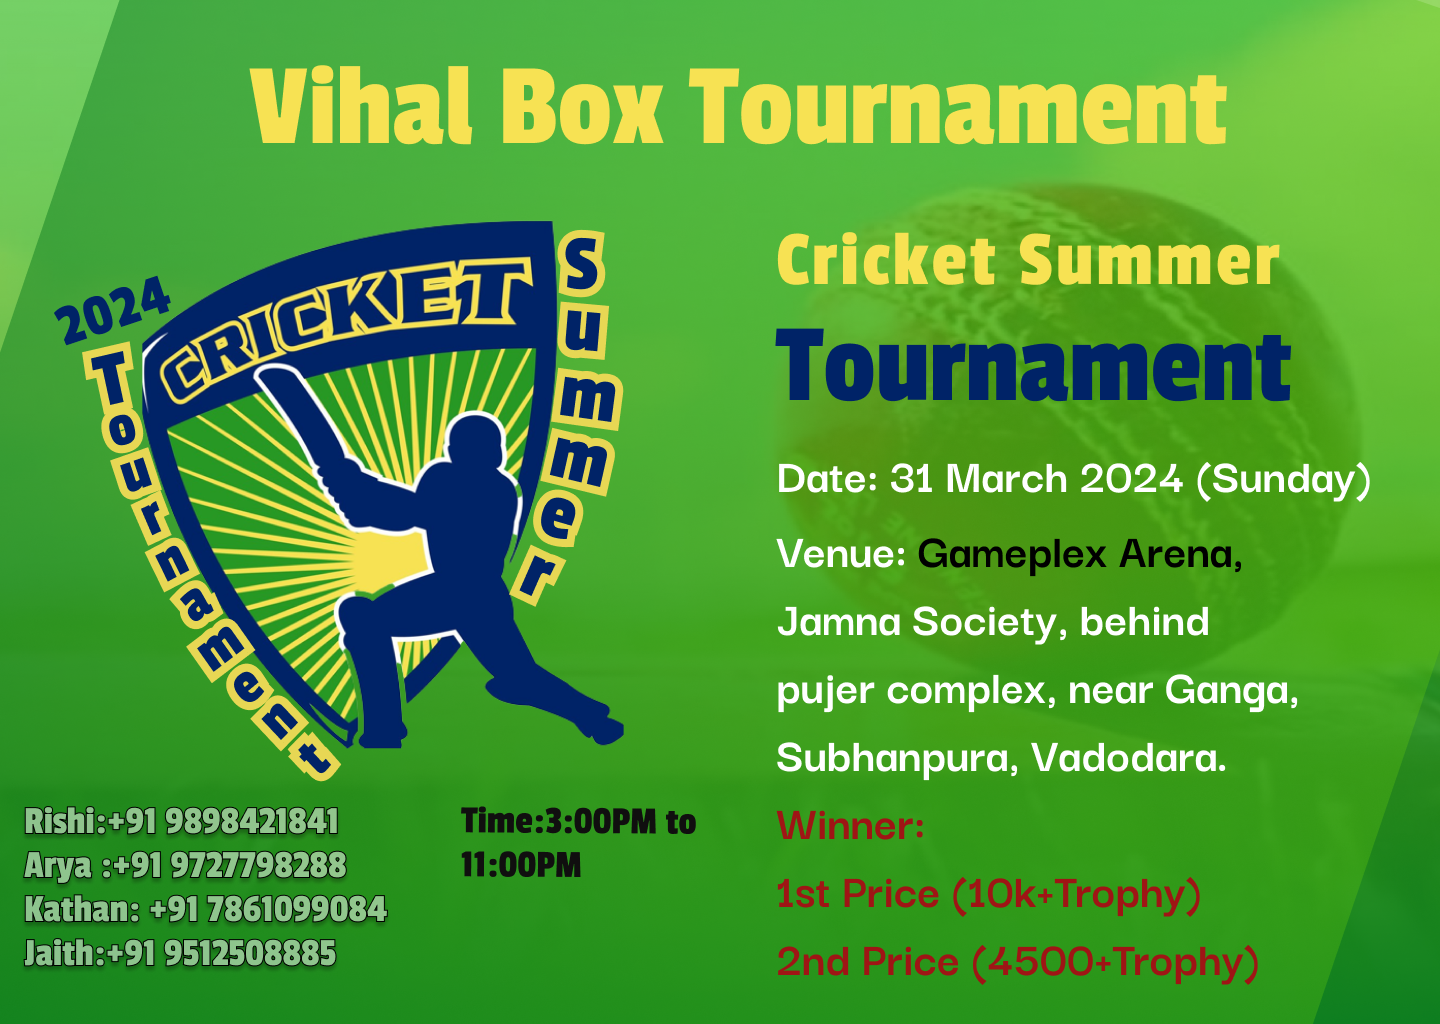 Vihal Box Tournament
2024
CRICKET
Summer
Tournament
Cricket Summer
Tournament
Date: 31 March 2024 (Sunday)
Venue: Gameplex Arena,
Jamna Society, behind
pujer complex, near Ganga,
Subhanpura, Vadodara.
Winner:
1st Price (10k+Trophy)
2nd Price (4500+Trophy)
Rishi:+91 9898421841
Arya :+91 9727798288
Kathan: +91 7861099084
Jaith:+91 9512508885
Time:3:00PM to
11:00PM